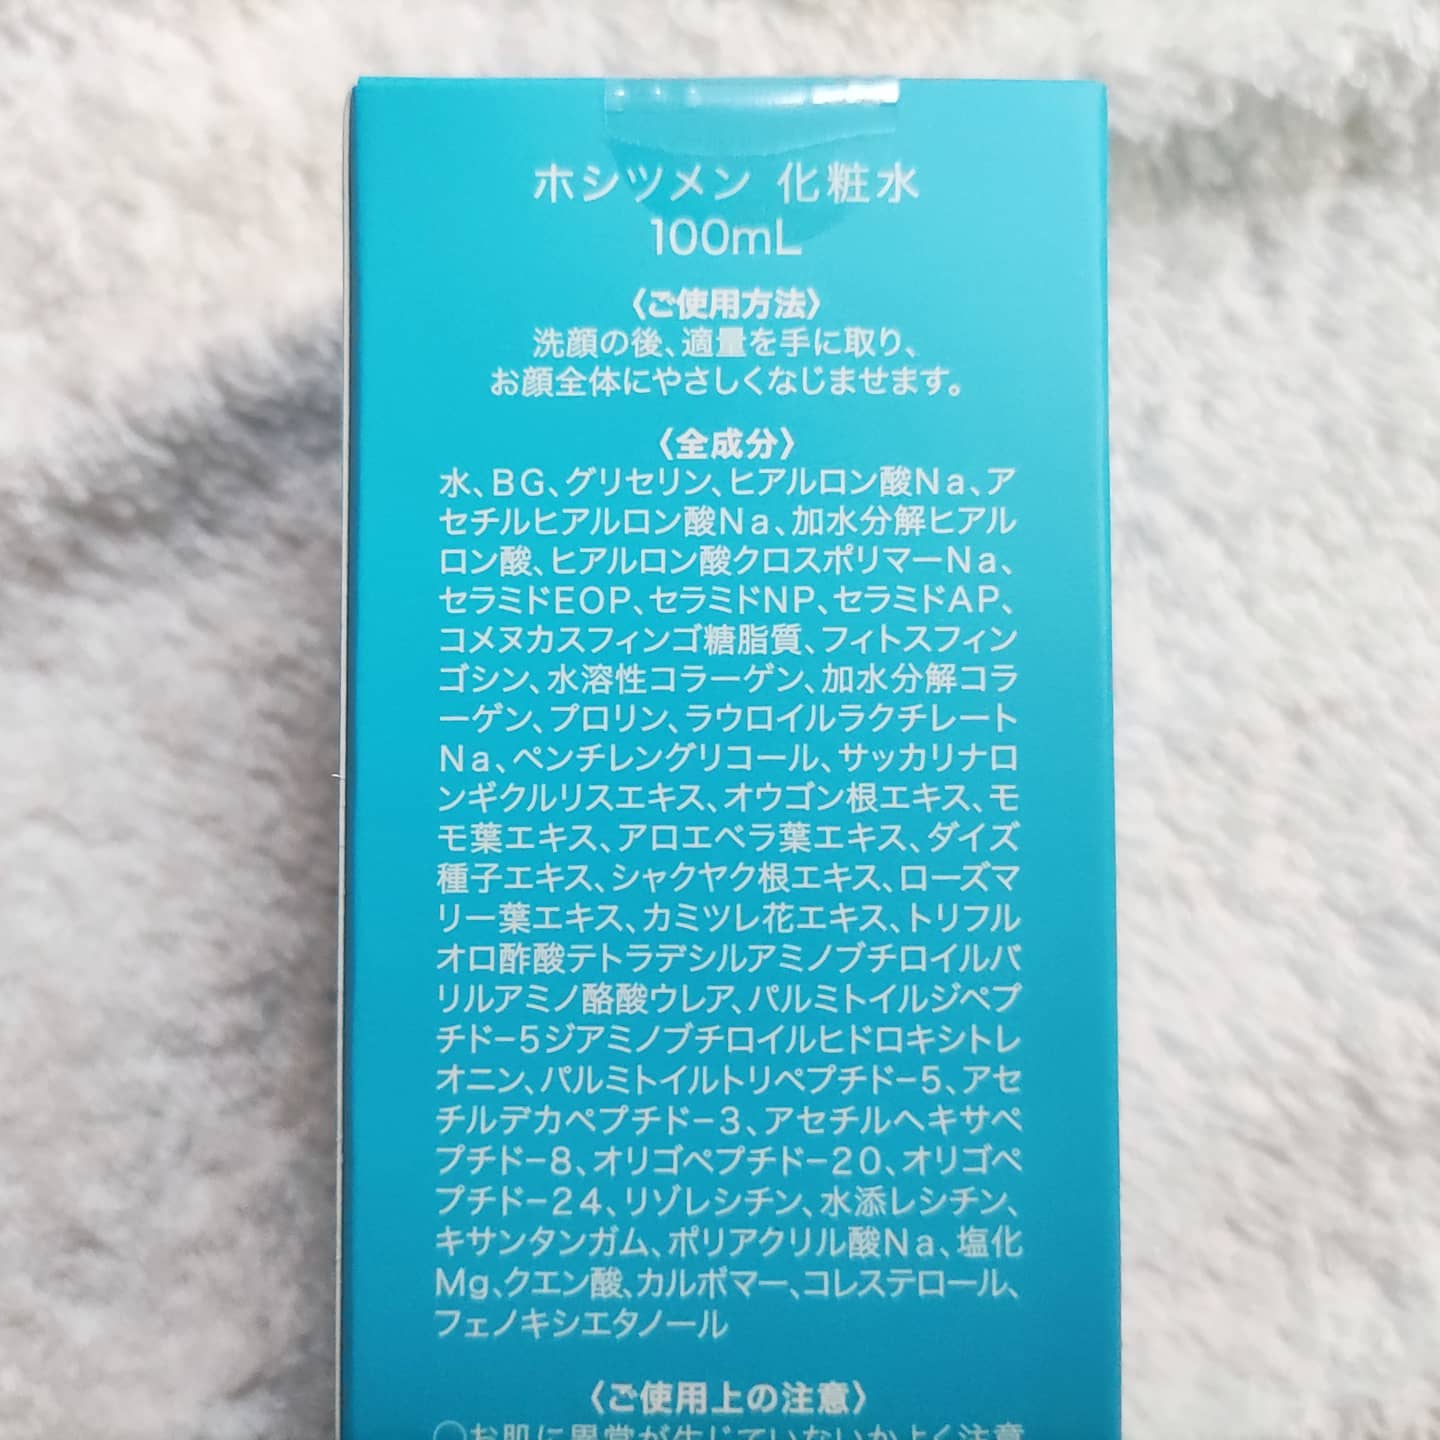 ホシツメン 化粧水
100mL
〈ご使用方法〉
洗顔の後、適量を手に取り、
お顔全体にやさしくなじませます。
〈全成分〉
水、BG、グリセリン、ヒアルロン酸Na、ア
セチルヒアルロン酸Na、加水分解ヒアル
ロン酸、ヒアルロン酸クロスポリマーNa、
セラミドEOP、セラミドNP、セラミドAP、
コメヌカスフィンゴ糖脂質、フィトスフィン
ゴシン、水溶性コラーゲン、加水分解コラ
ーゲン、プロリン、ラウロイルラクチレート
Na、ペンチレングリコール、サッカリナロ
ンギクルリスエキス、オウゴン根エキス、モ
モ葉エキス、アロエベラ葉エキス、ダイズ
種子エキス、シャクヤク根エキス、ローズマ
リー葉エキス、カミツレ花エキス、トリフル
オロ酢酸テトラデシルアミノブチロイルバ
リルアミノ酪酸ウレア、パルミトイルジペプ
チド-5ジアミノブチロイルヒドロキシトレ
オニン、パルミトイルトリペプチド-5、アセ
チルデカペプチド-3、アセチルヘキサペ
プチド-8、オリゴペプチド-20、オリゴペ
プチド-24、リゾレシチン、水添レシチン、
キサンタンガム、ポリアクリル酸Na、塩化
Mg、クエン酸、カルボマー、コレステロール、
フェノキシエタノール
〈ご使用上の注意〉
○お肌に異常が生じていないかよく注意